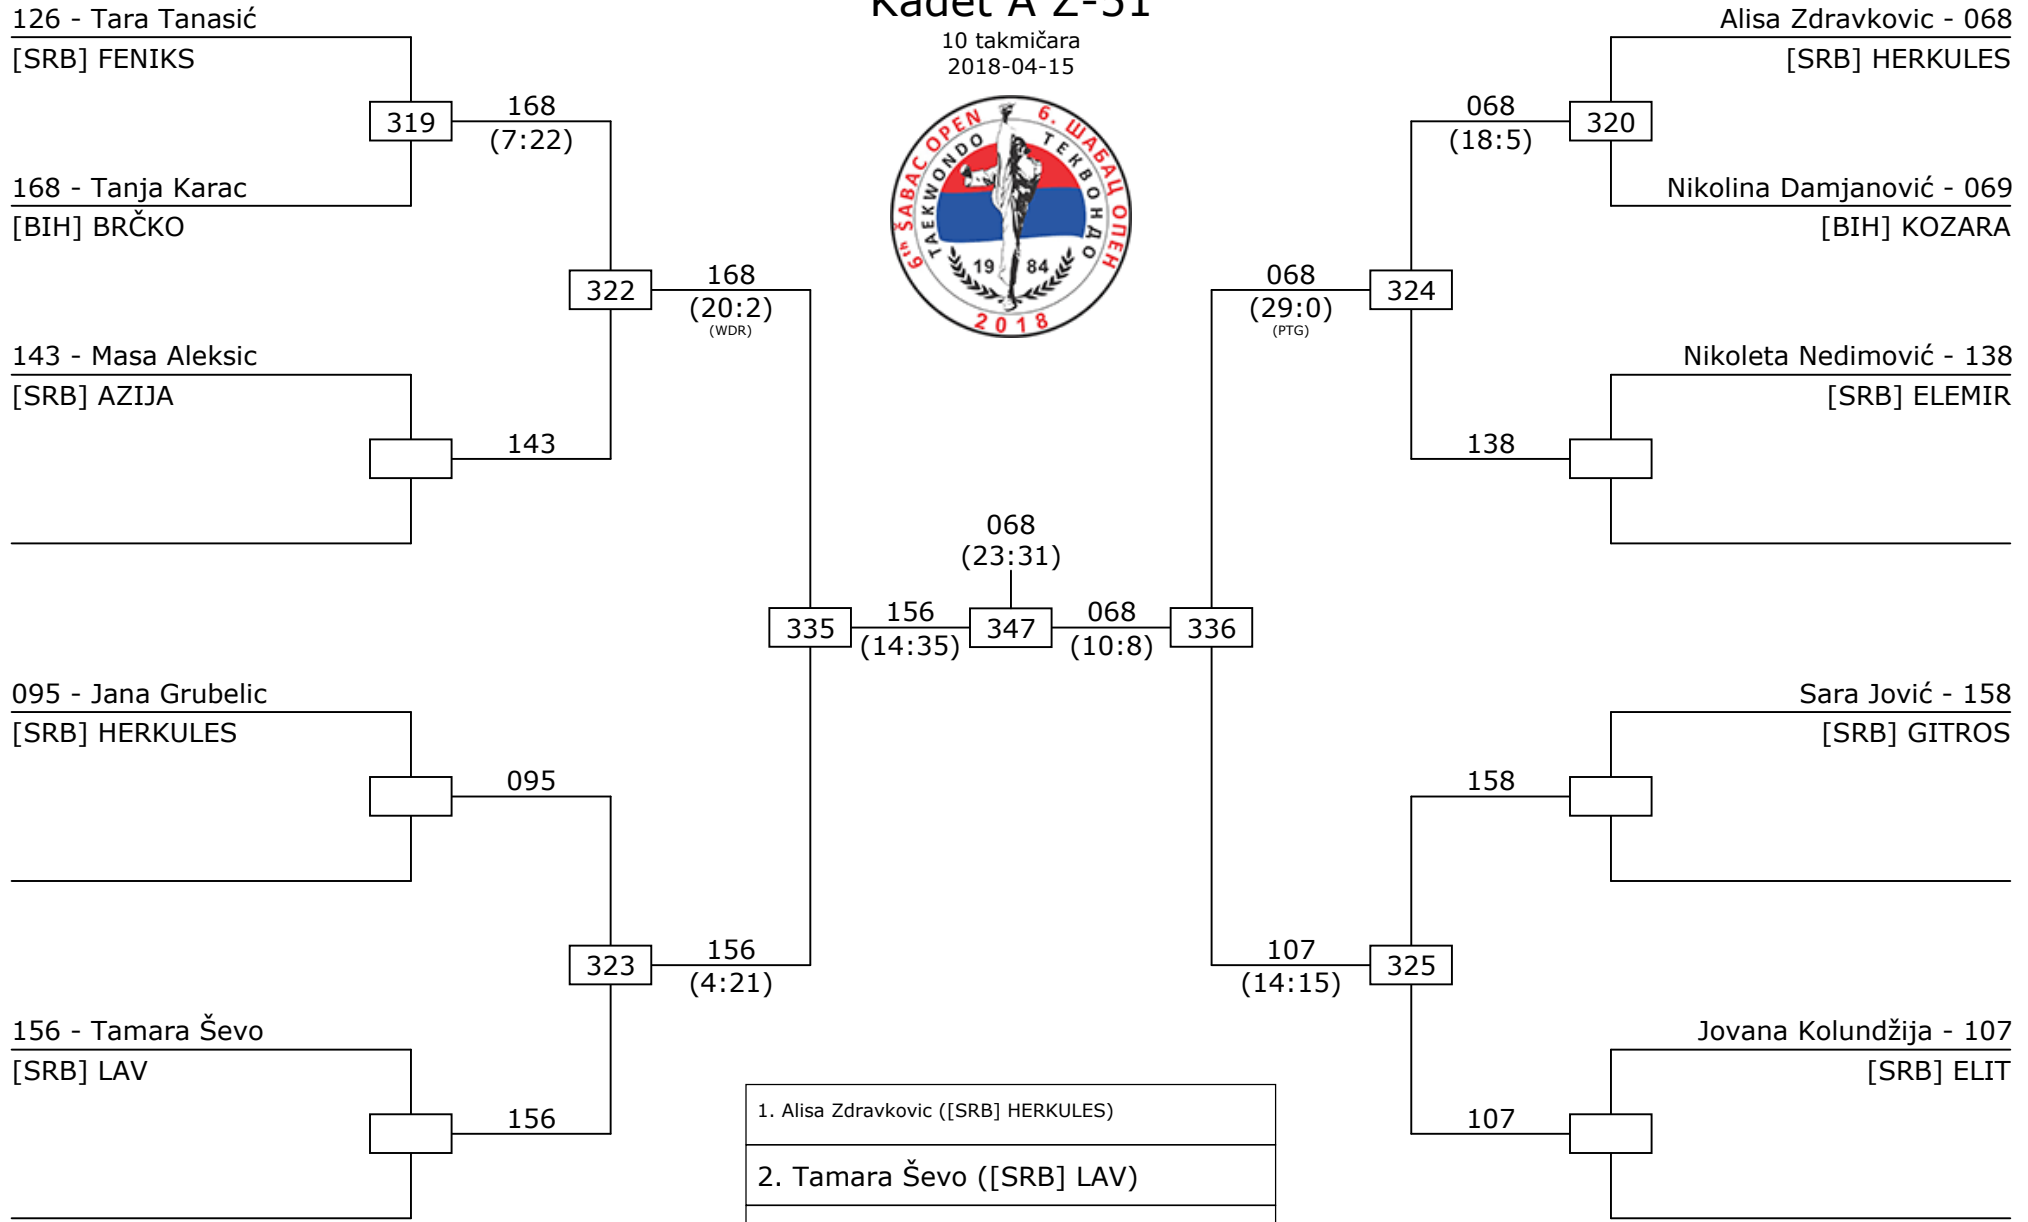 Kadet A Ž-51
10 takmičara
2018-04-15
6th ŠABAC OPEN
6. ШАБАЦ ОПЕН
TAEKWONDO
ТЕКВОНДО
19 84
2018
126 - Tara Tanasić
[SRB] FENIKS
168 - Tanja Karac
[BIH] BRČKO
143 - Masa Aleksic
[SRB] AZIJA
095 - Jana Grubelic
[SRB] HERKULES
156 - Tamara Ševo
[SRB] LAV
319
168
(7:22)
143
095
156
322
168
(20:2)
(WDR)
323
156
(4:21)
335
156
(14:35)
068
(23:31)
347
068
(10:8)
336
068
(29:0)
(PTG)
324
107
(14:15)
325
068
(18:5)
320
138
158
107
Alisa Zdravkovic - 068
[SRB] HERKULES
Nikolina Damjanović - 069
[BIH] KOZARA
Nikoleta Nedimović - 138
[SRB] ELEMIR
Sara Jović - 158
[SRB] GITROS
Jovana Kolundžija - 107
[SRB] ELIT
1. Alisa Zdravkovic ([SRB] HERKULES)
2. Tamara Ševo ([SRB] LAV)